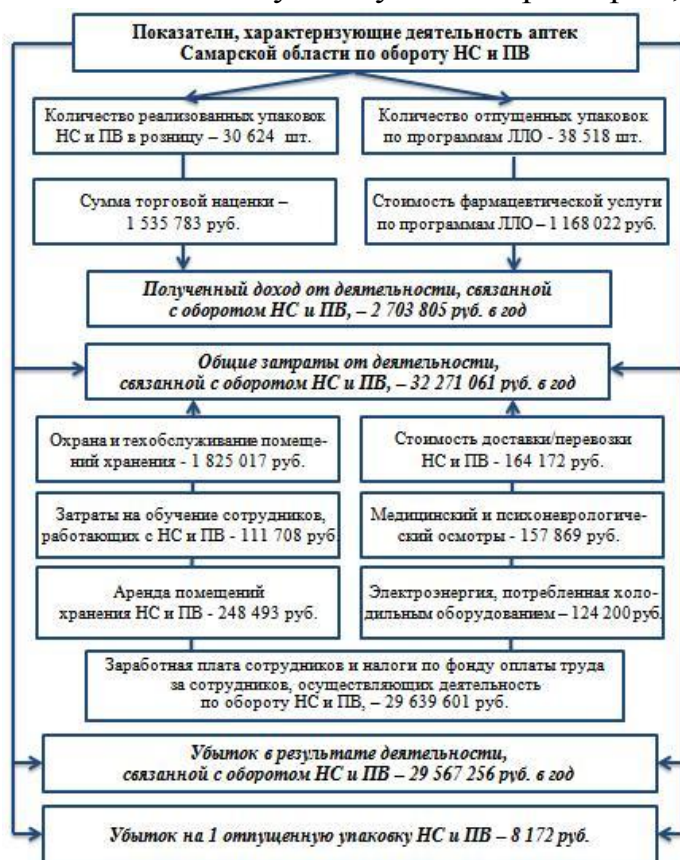 Показатели, характеризующие деятельность аптек
Самарской области по обороту НС и ПВ
Количество реализованных упаковок
НС и ПВ в розницу – 30 624 шт.
Количество отпущенных упаковок
по программам ЛЛО - 38 518 шт.
Сумма торговой наценки –
1 535 783 руб.
Стоимость фармацевтической услуги
по программам ЛЛО – 1 168 022 руб.
Полученный доход от деятельности, связанной
с оборотом НС и ПВ, – 2 703 805 руб. в год
Общие затраты от деятельности,
связанной с оборотом НС и ПВ, – 32 271 061 руб. в год
Охрана и техобслуживание помеще-
ний хранения - 1 825 017 руб.
Стоимость доставки/перевозки
НС и ПВ - 164 172 руб.
Затраты на обучение сотрудников,
работающих с НС и ПВ - 111 708 руб.
Медицинский и психоневрологиче-
ский осмотры - 157 869 руб.
Аренда помещений
хранения НС и ПВ - 248 493 руб.
Электроэнергия, потребленная холо-
дильным оборудованием – 124 200 руб.
Заработная плата сотрудников и налоги по фонду оплаты труда
за сотрудников, осуществляющих деятельность
по обороту НС и ПВ, – 29 639 601 руб.
Убыток в результате деятельности,
связанной с оборотом НС и ПВ – 29 567 256 руб. в год
Убыток на 1 отпущенную упаковку НС и ПВ – 8 172 руб.